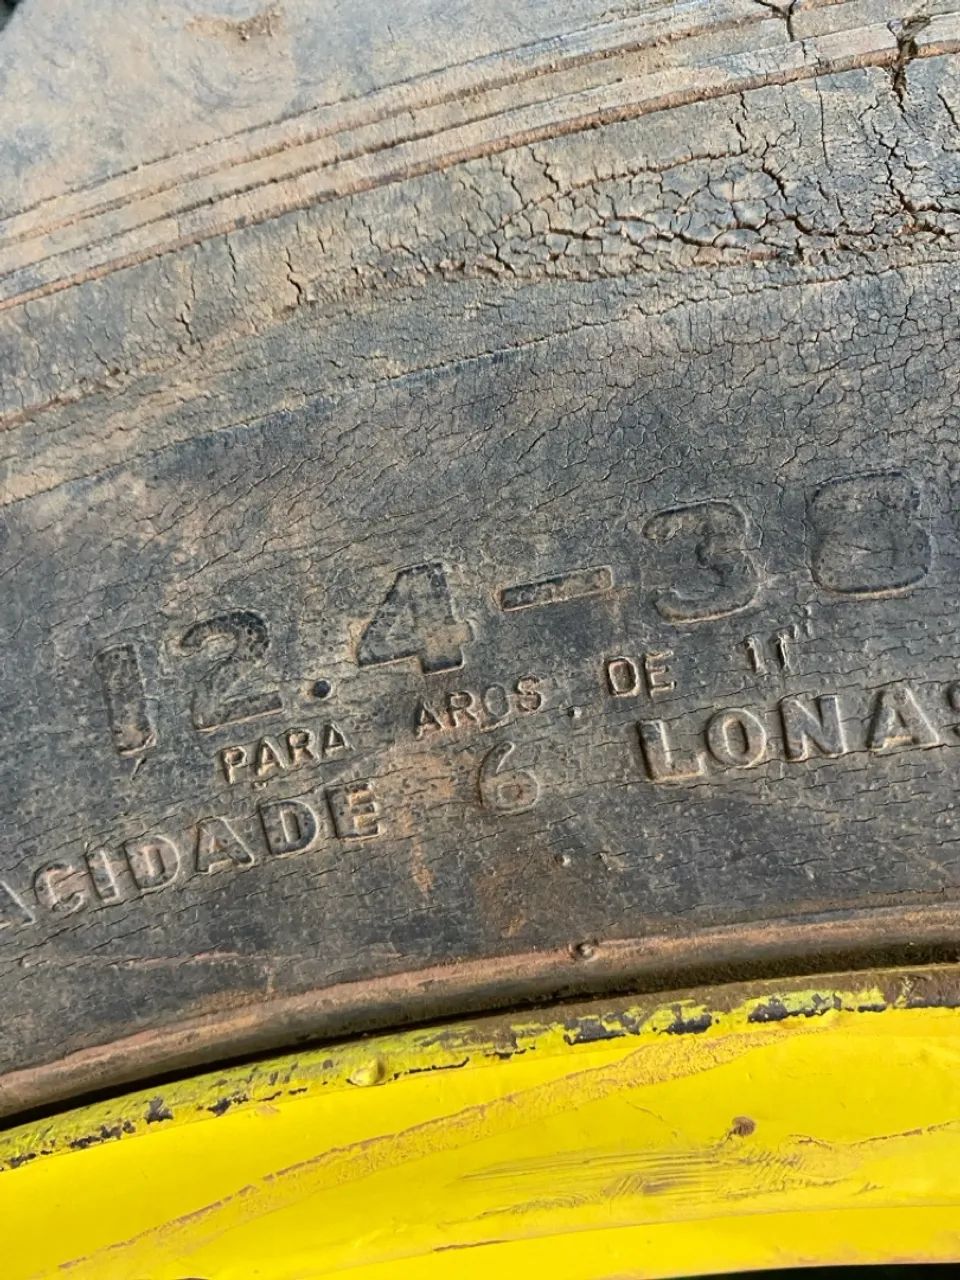 12.4-38
PARA AROS DE 11"
ACIDADE 6 LONAS